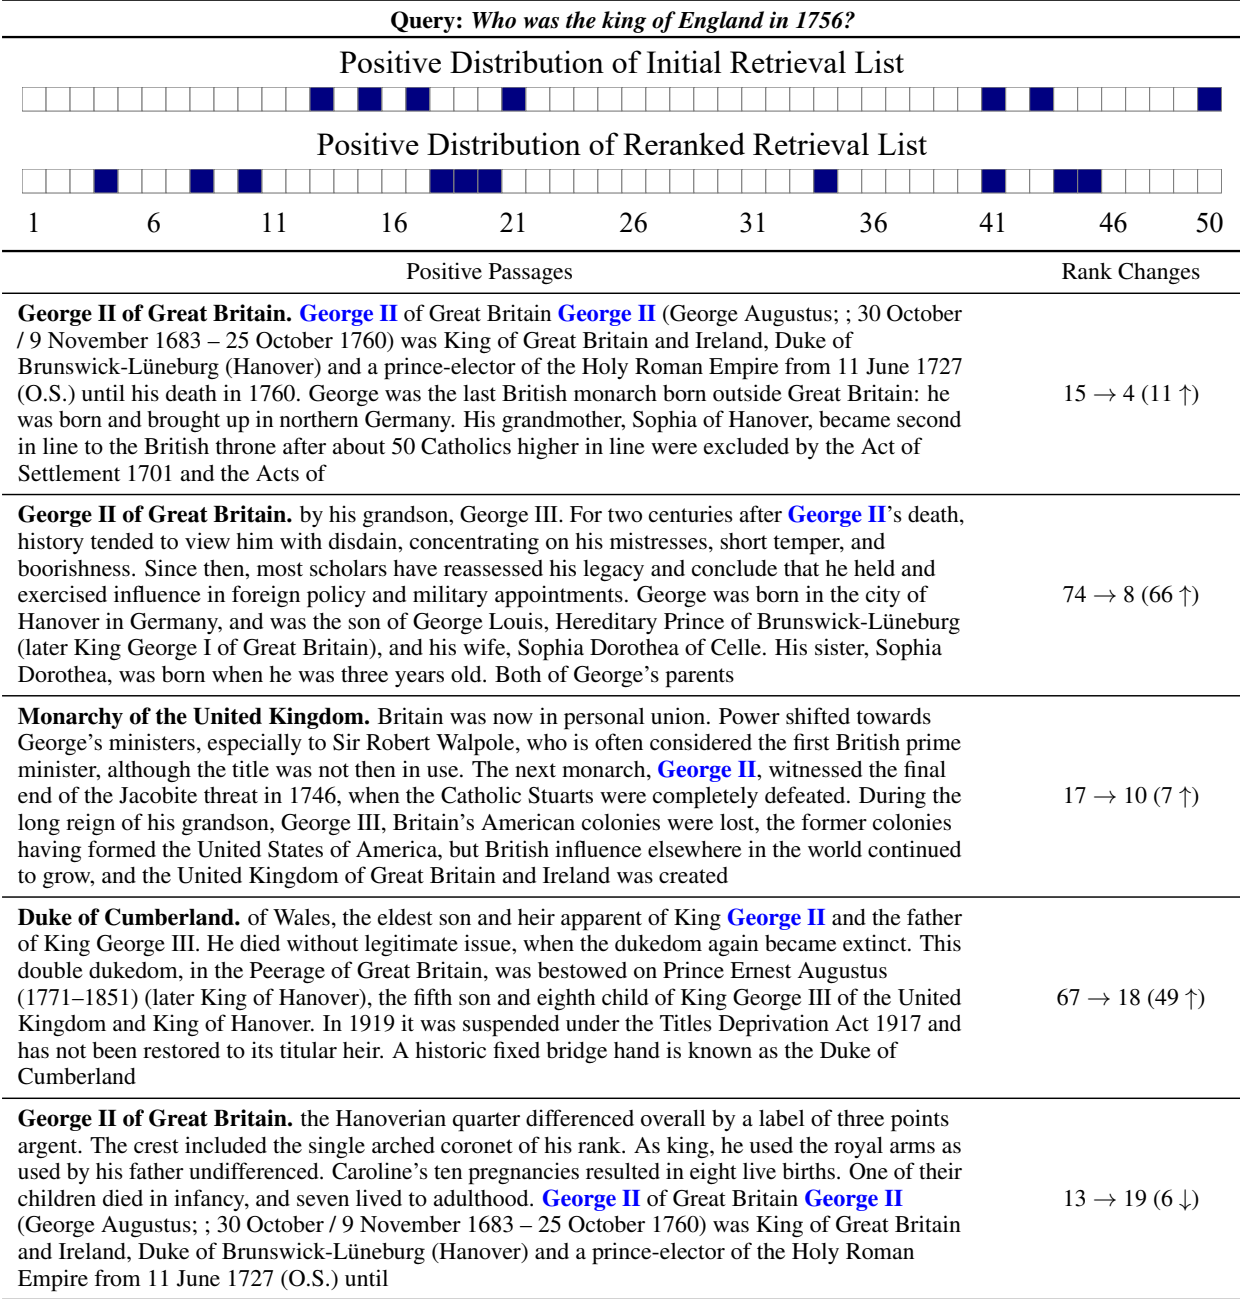 Query: Who was the king of England in 1756?
Positive Distribution of Initial Retrieval List
Positive Distribution of Reranked Retrieval List
1 6 11 16 21 26 31 36 41 46 50
Positive Passages Rank Changes
George II of Great Britain. George II of Great Britain George II (George Augustus; ; 30 October
/ 9 November 1683 – 25 October 1760) was King of Great Britain and Ireland, Duke of
Brunswick-Lüneburg (Hanover) and a prince-elector of the Holy Roman Empire from 11 June 1727
(O.S.) until his death in 1760. George was the last British monarch born outside Great Britain: he
was born and brought up in northern Germany. His grandmother, Sophia of Hanover, became second
in line to the British throne after about 50 Catholics higher in line were excluded by the Act of
Settlement 1701 and the Acts of
15 → 4 (11 ↑)
George II of Great Britain. by his grandson, George III. For two centuries after George II's death,
history tended to view him with disdain, concentrating on his mistresses, short temper, and
boorishness. Since then, most scholars have reassessed his legacy and conclude that he held and
exercised influence in foreign policy and military appointments. George was born in the city of
Hanover in Germany, and was the son of George Louis, Hereditary Prince of Brunswick-Lüneburg
(later King George I of Great Britain), and his wife, Sophia Dorothea of Celle. His sister, Sophia
Dorothea, was born when he was three years old. Both of George's parents
74 → 8 (66 ↑)
Monarchy of the United Kingdom. Britain was now in personal union. Power shifted towards
George's ministers, especially to Sir Robert Walpole, who is often considered the first British prime
minister, although the title was not then in use. The next monarch, George II, witnessed the final
end of the Jacobite threat in 1746, when the Catholic Stuarts were completely defeated. During the
long reign of his grandson, George III, Britain's American colonies were lost, the former colonies
having formed the United States of America, but British influence elsewhere in the world continued
to grow, and the United Kingdom of Great Britain and Ireland was created
17 → 10 (7 ↑)
Duke of Cumberland. of Wales, the eldest son and heir apparent of King George II and the father
of King George III. He died without legitimate issue, when the dukedom again became extinct. This
double dukedom, in the Peerage of Great Britain, was bestowed on Prince Ernest Augustus
(1771–1851) (later King of Hanover), the fifth son and eighth child of King George III of the United
Kingdom and King of Hanover. In 1919 it was suspended under the Titles Deprivation Act 1917 and
has not been restored to its titular heir. A historic fixed bridge hand is known as the Duke of
Cumberland
67 → 18 (49 ↑)
George II of Great Britain. the Hanoverian quarter differenced overall by a label of three points
argent. The crest included the single arched coronet of his rank. As king, he used the royal arms as
used by his father undifferenced. Caroline's ten pregnancies resulted in eight live births. One of their
children died in infancy, and seven lived to adulthood. George II of Great Britain George II
(George Augustus; ; 30 October / 9 November 1683 – 25 October 1760) was King of Great Britain
and Ireland, Duke of Brunswick-Lüneburg (Hanover) and a prince-elector of the Holy Roman
Empire from 11 June 1727 (O.S.) until
13 → 19 (6 ↓)